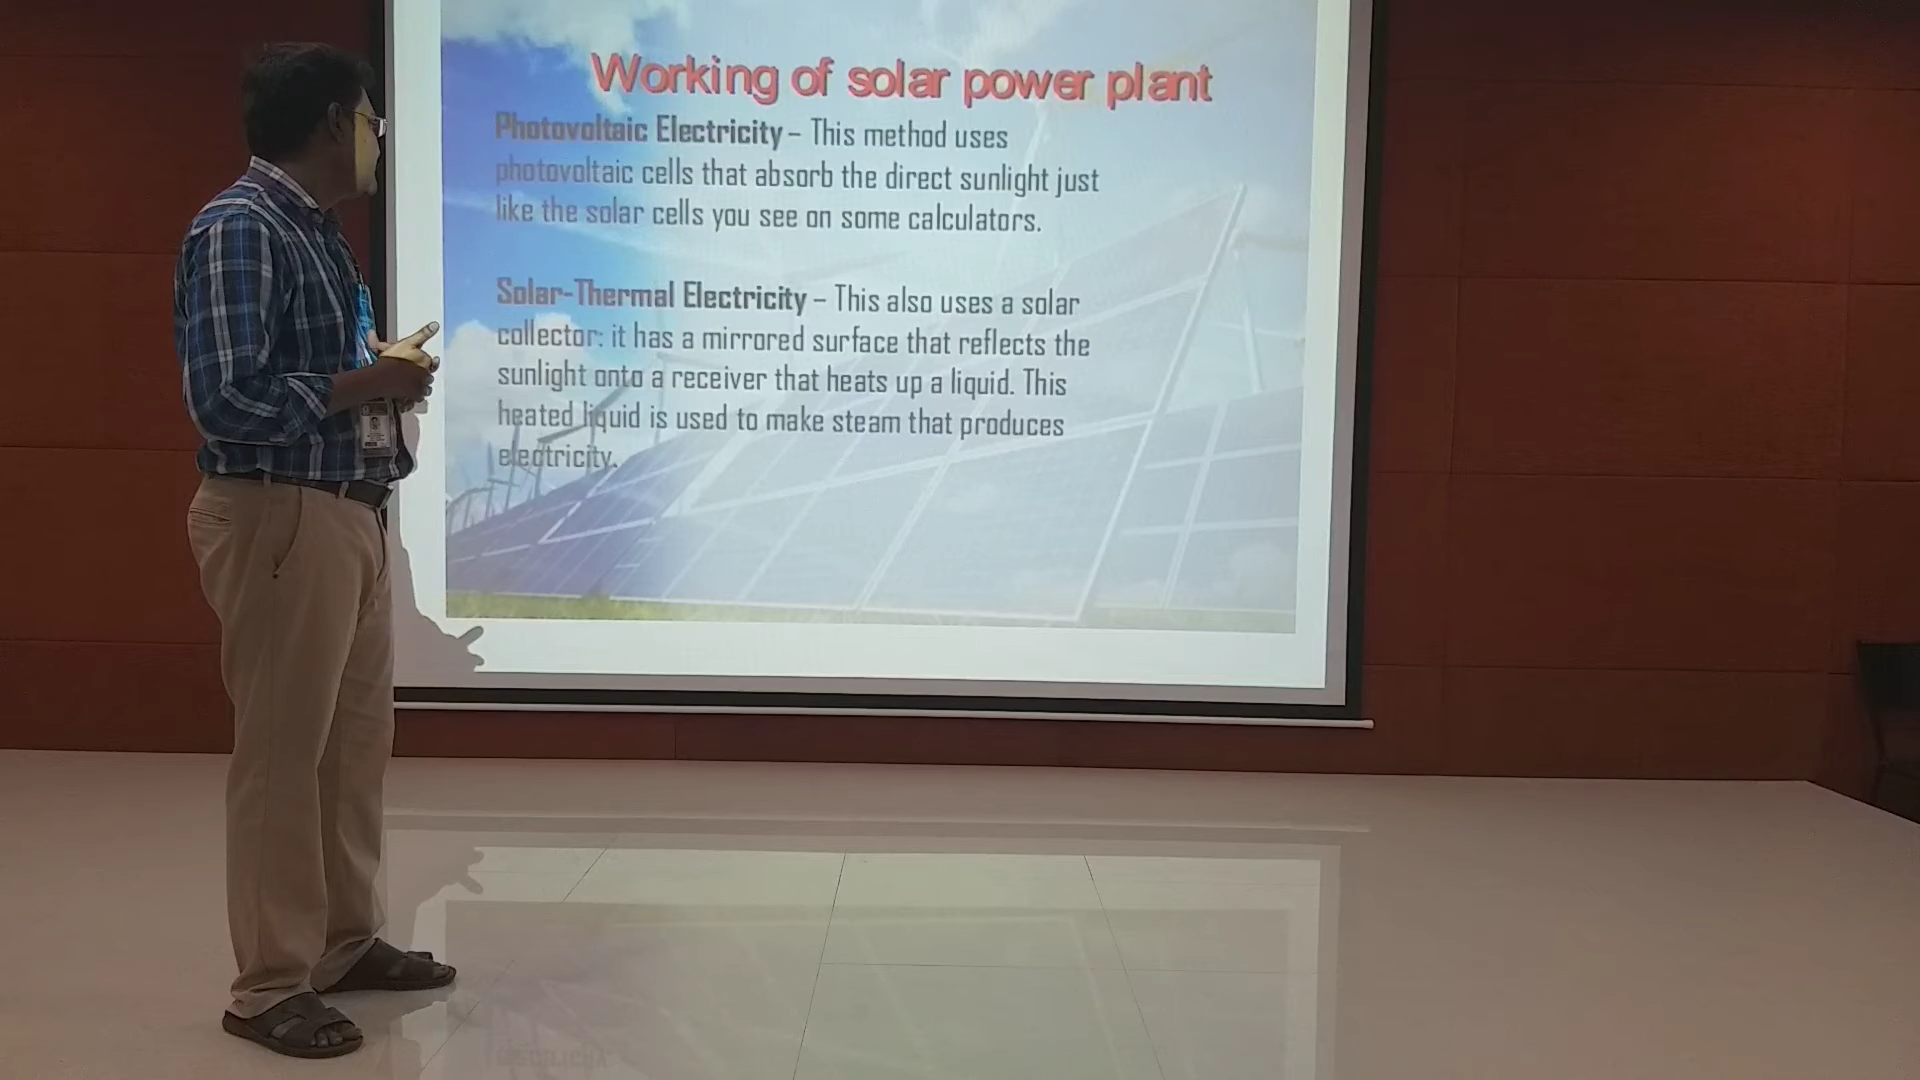 Working of solar power plant
Photovoltaic Electricity – This method uses
photovoltaic cells that absorb the direct sunlight just
like the solar cells you see on some calculators.
Solar-Thermal Electricity – This also uses a solar
collector: it has a mirrored surface that reflects the
sunlight onto a receiver that heats up a liquid. This
heated liquid is used to make steam that produces
electricity.